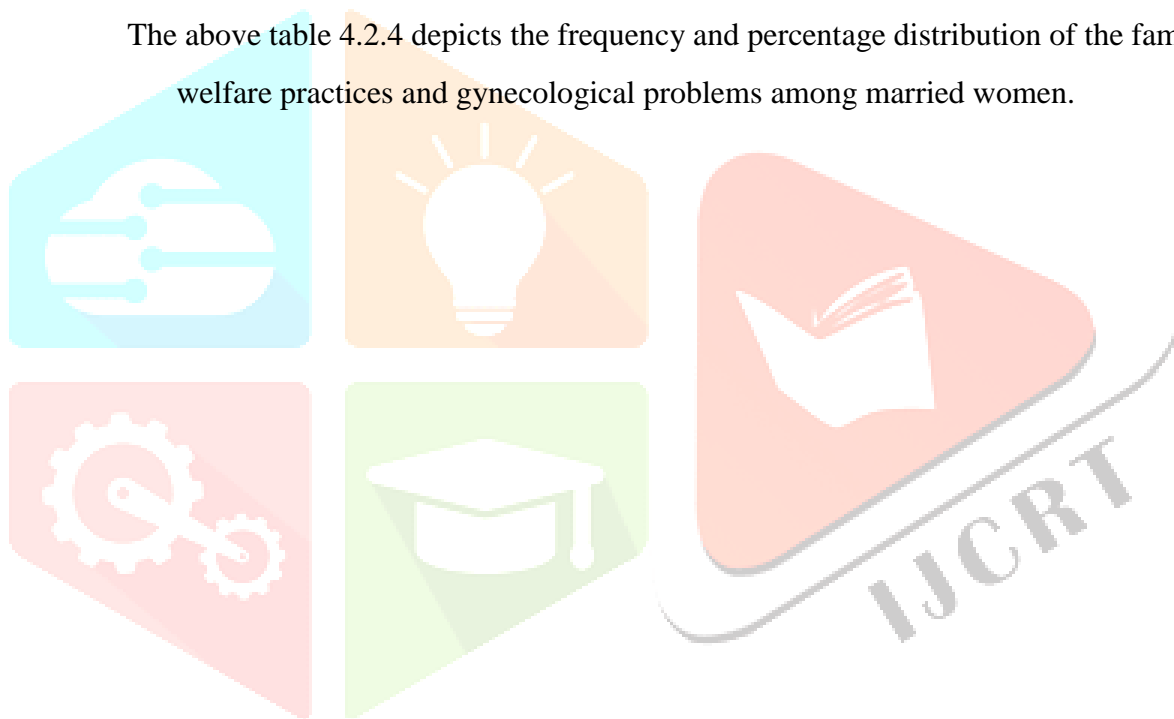 The above table 4.2.4 depicts the frequency and percentage distribution of the
welfare practices and gynecological problems among married women.
IJCRT